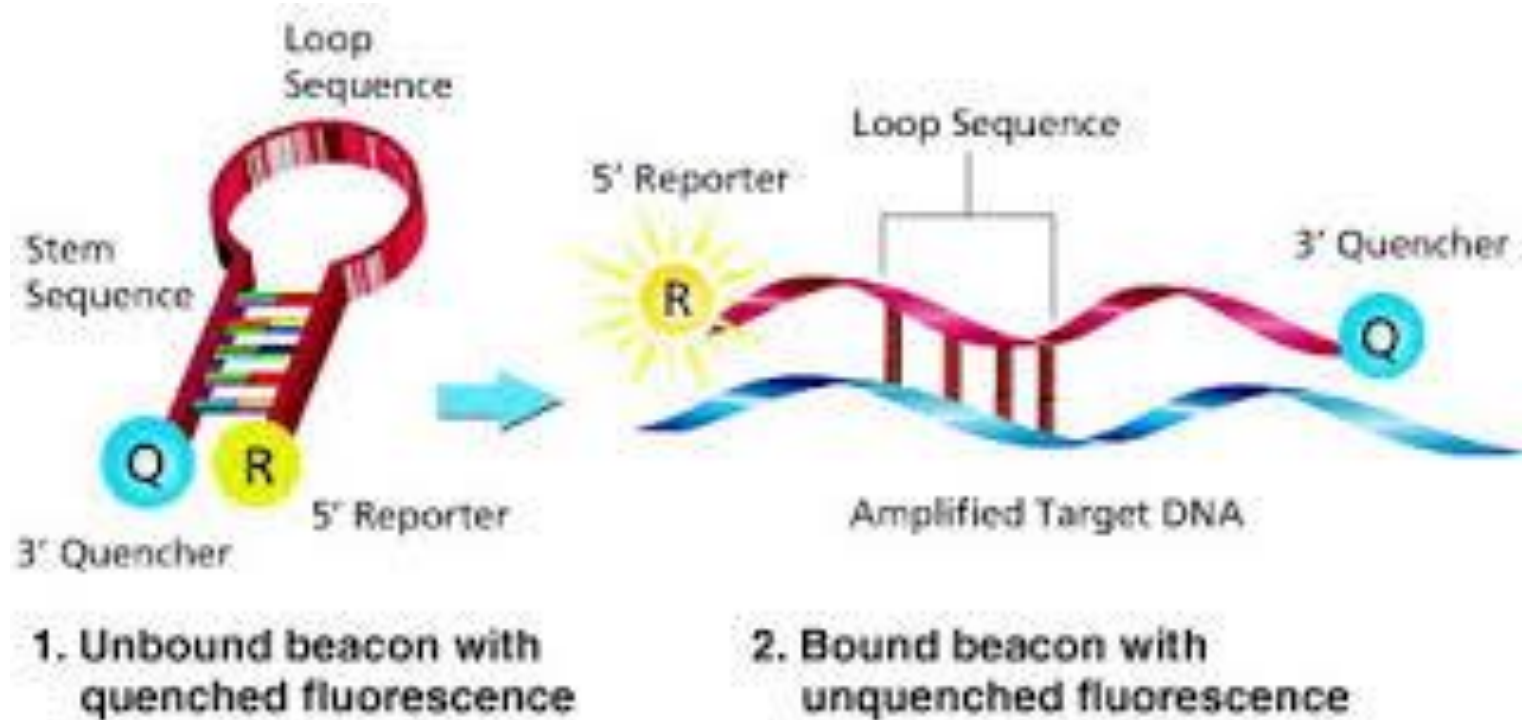 Loop
Sequence
Stem
Sequence
Q
R
5' Reporter
3' Quencher
1. Unbound beacon with
quenched fluorescence
Loop Sequence
5' Reporter
R
3' Quencher
Q
Amplified Target DNA
2. Bound beacon with
unquenched fluorescence